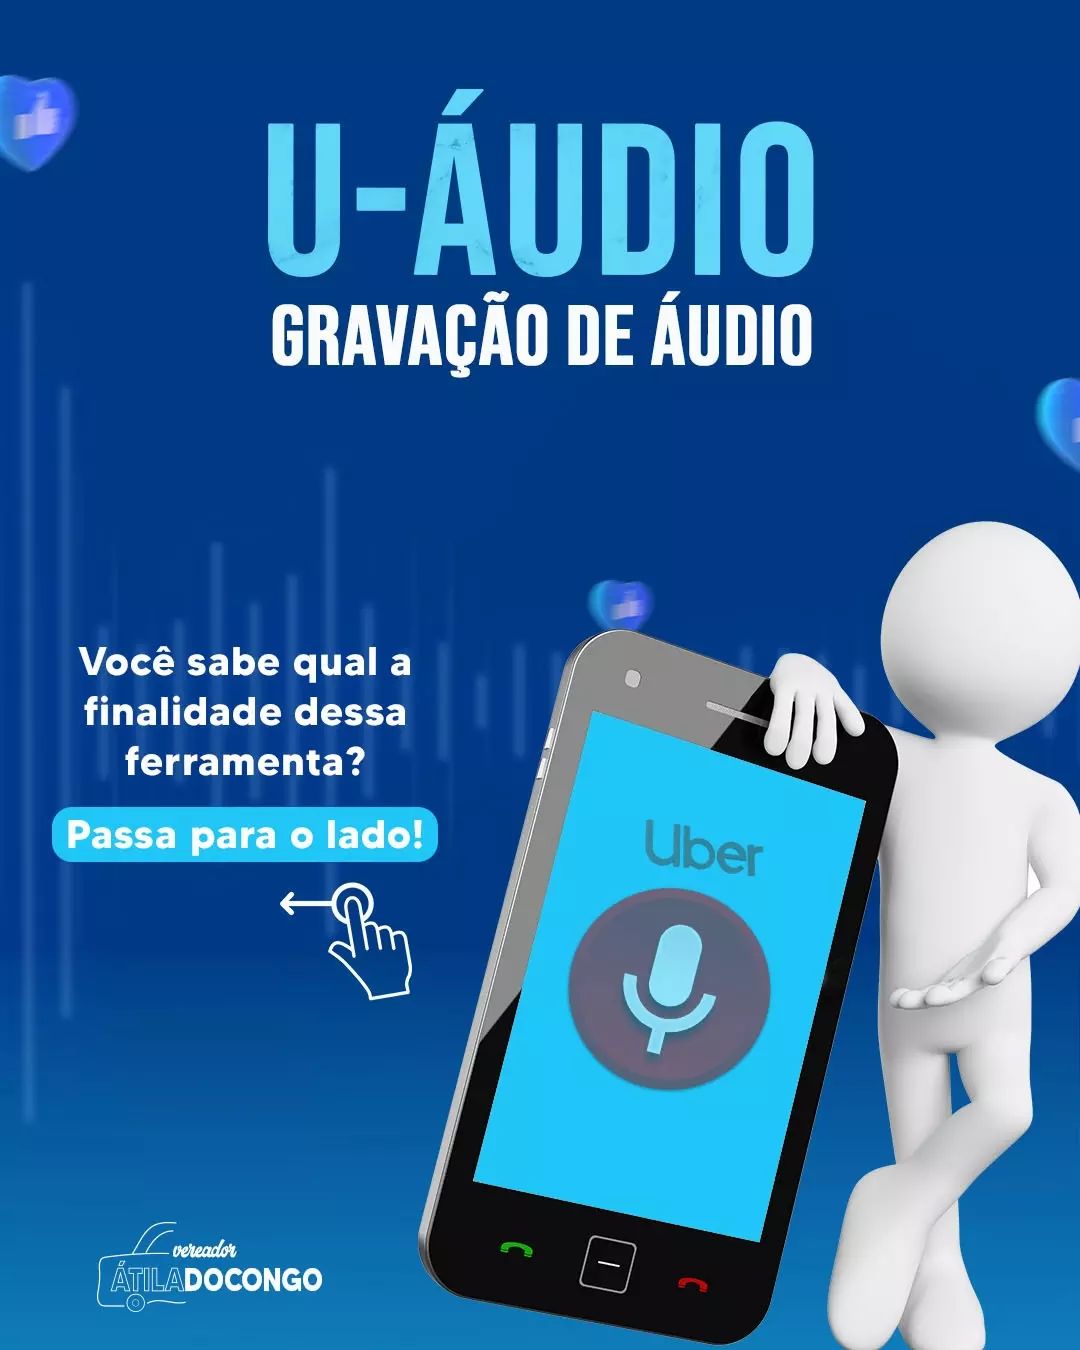 U-ÁUDIO
GRAVAÇÃO DE ÁUDIO
Você sabe qual a
finalidade dessa
ferramenta?
Passa para o lado!
Uber
vereador
ÁTILADOCONGO